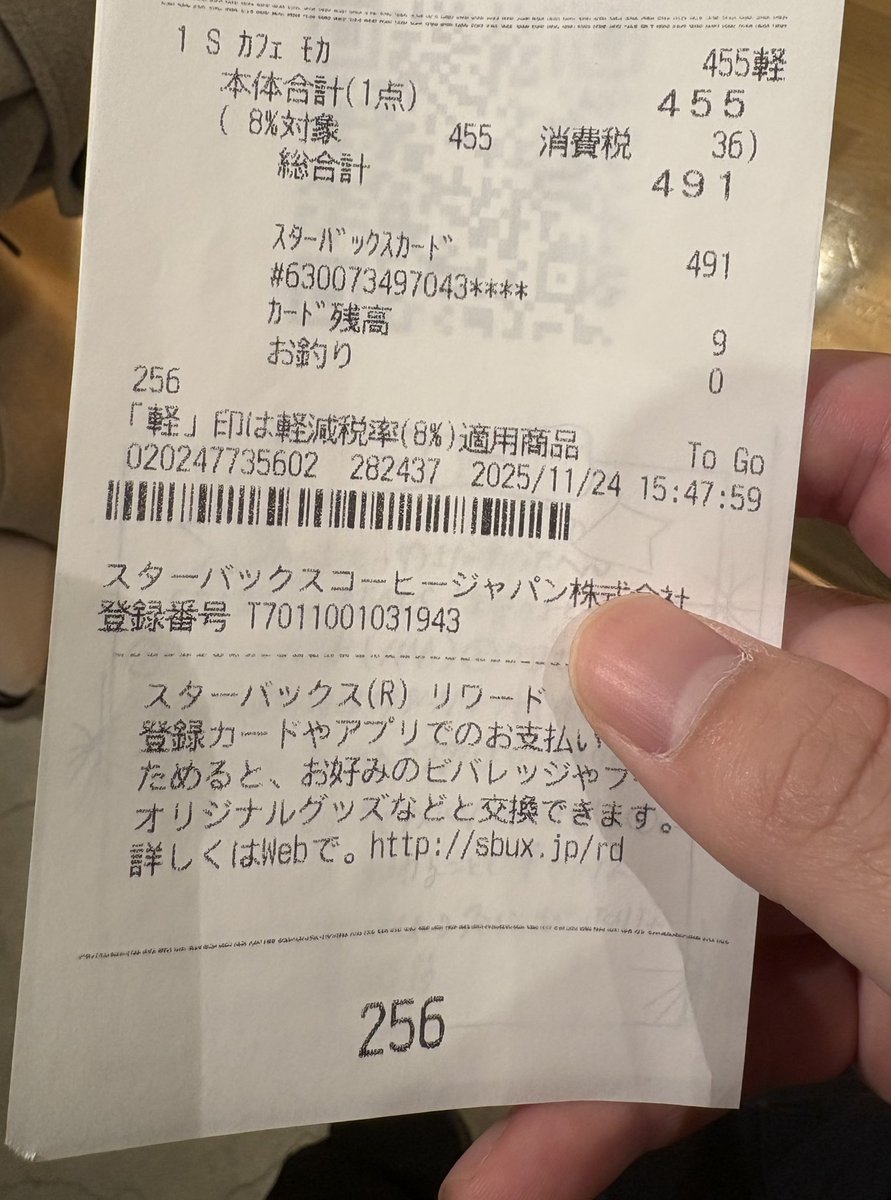 1 S ｶﾌｪ ﾓｶ 455軽
本体合計(1点) 455
( 8%対象 455 消費税 36)
総合計 491
ｽﾀｰﾊﾞｯｸｽｶｰﾄﾞ 491
#630073497043****
ｶｰﾄﾞ残高 9
お釣り 0
256
「軽」印は軽減税率(8%)適用商品 To Go
020247735602 282437 2025/11/24 15:47:59
スターバックスコーヒージャパン株式会社
登録番号 T7011001031943
スターバックス(R) リワード
登録カードやアプリでのお支払い
ためると、お好みのビバレッジやフ
オリジナルグッズなどと交換できます。
詳しくはWebで。http://sbux.jp/rd
256